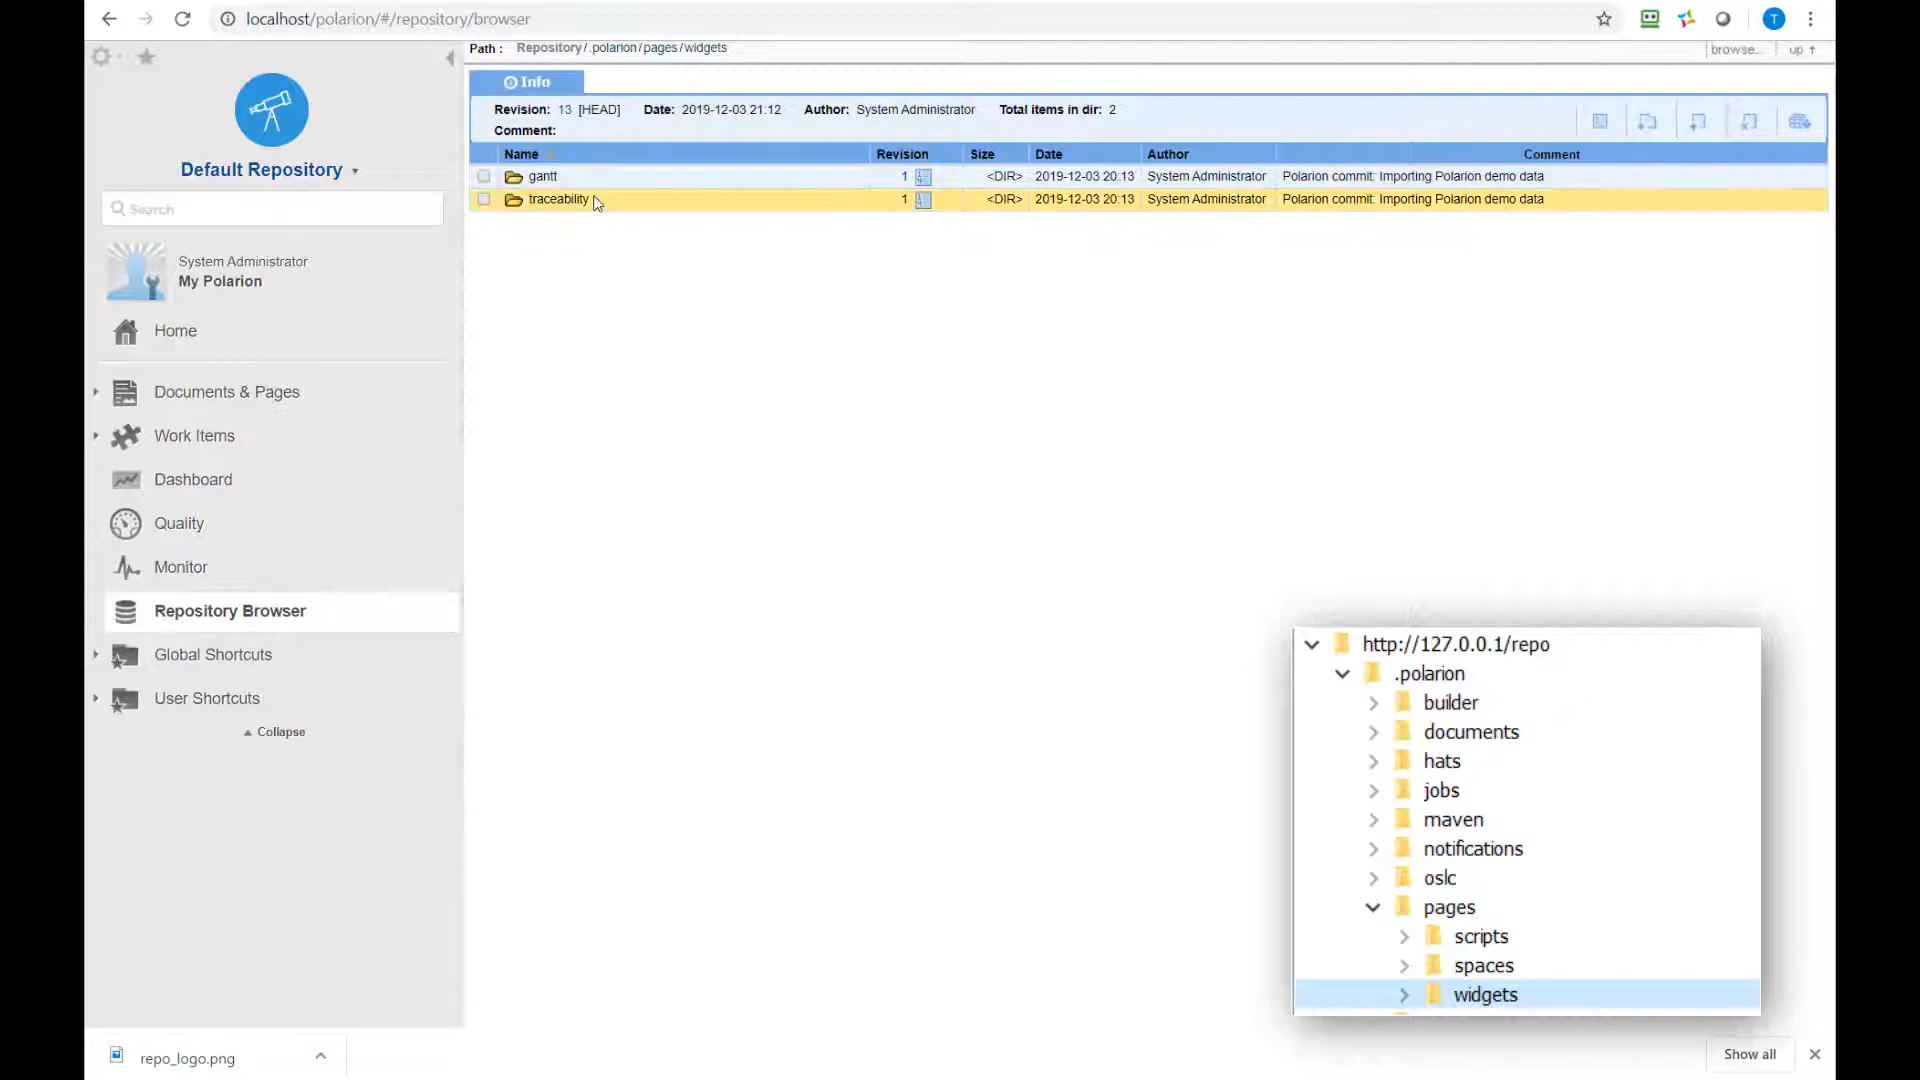 localhost/polarion/#/repository/browser
T
Path : Repository/.polarion/pages/widgets
browse... up
Info
Default Repository
Revision: 13 [HEAD] Date: 2019-12-03 21:12 Author: System Administrator Total items in dir: 2
Comment:
Name Revision Size Date Author Comment
gantt 1 <DIR> 2019-12-03 20:13 System Administrator Polarion commit: Importing Polarion demo data
traceability 1 <DIR> 2019-12-03 20:13 System Administrator Polarion commit: Importing Polarion demo data
Search
System Administrator
My Polarion
Home
Documents & Pages
Work Items
Dashboard
Quality
Monitor
Repository Browser
Global Shortcuts
User Shortcuts
Collapse
http://127.0.0.1/repo
.polarion
builder
documents
hats
jobs
maven
notifications
oslc
pages
scripts
spaces
widgets
repo_logo.png
Show all